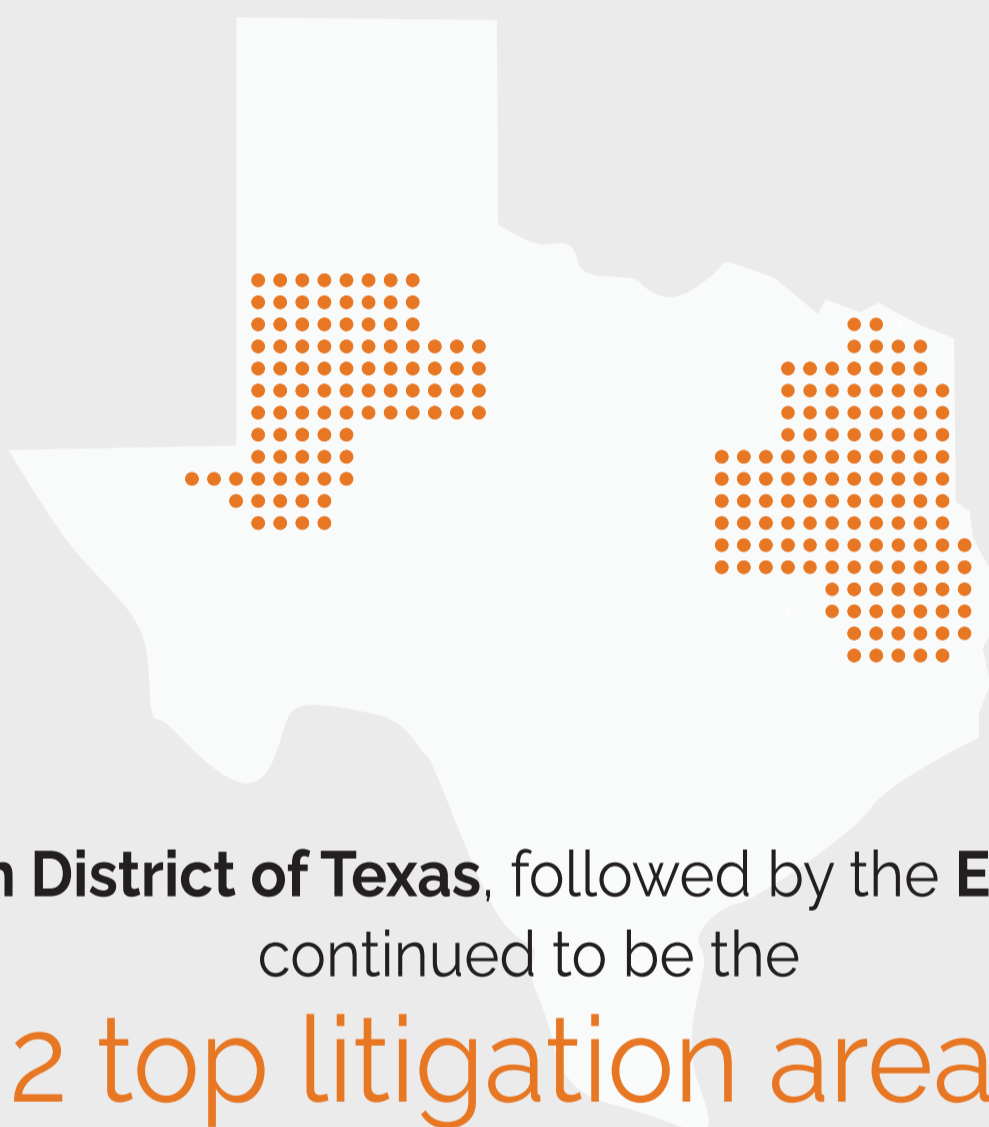 n District of Texas, followed by the E
continued to be the
2 top litigation area